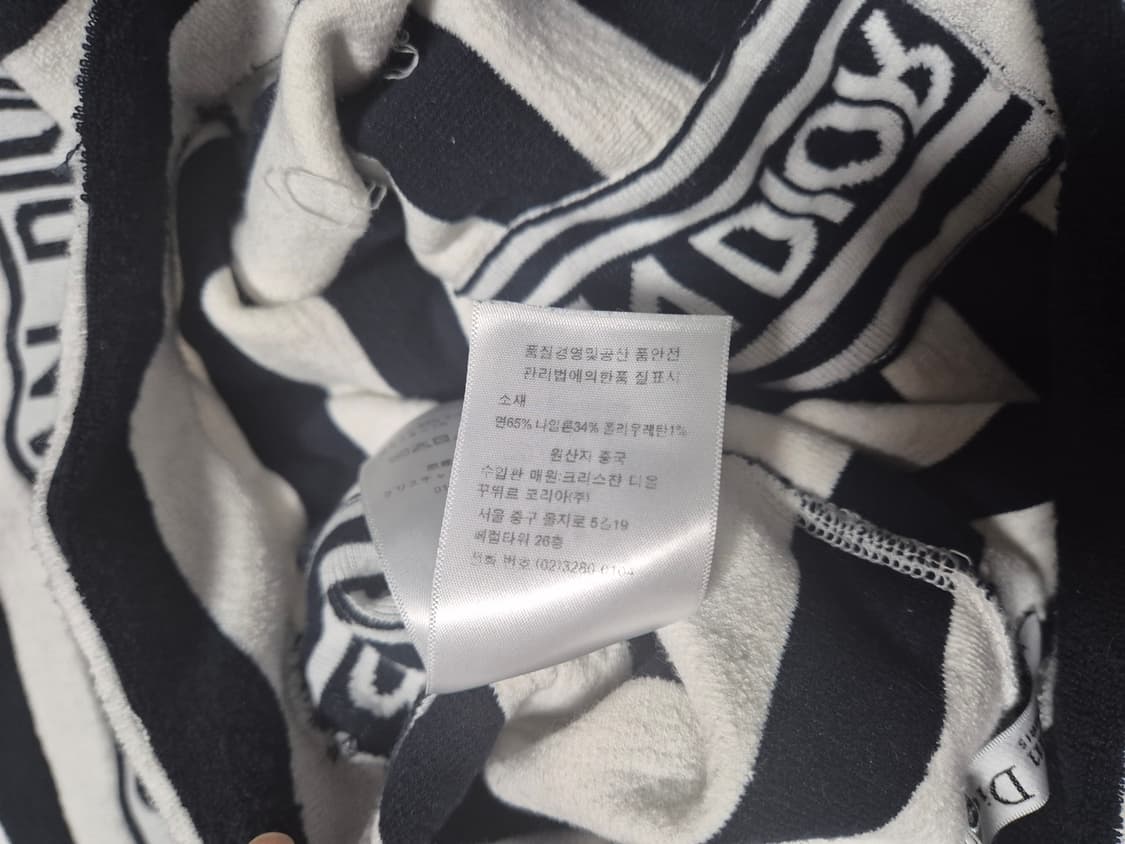 DIOR
품질경영및공산 품안전
관리법에의한품 질표시
소재
면65% 나일론34% 폴리우레탄1%
원산지 중국
수입판 매원:크리스챤 디올
꾸뛰르 코리아(주)
서울 중구 을지로 5길19
페럼타워 26층
전화 번호 (02)3280 0104